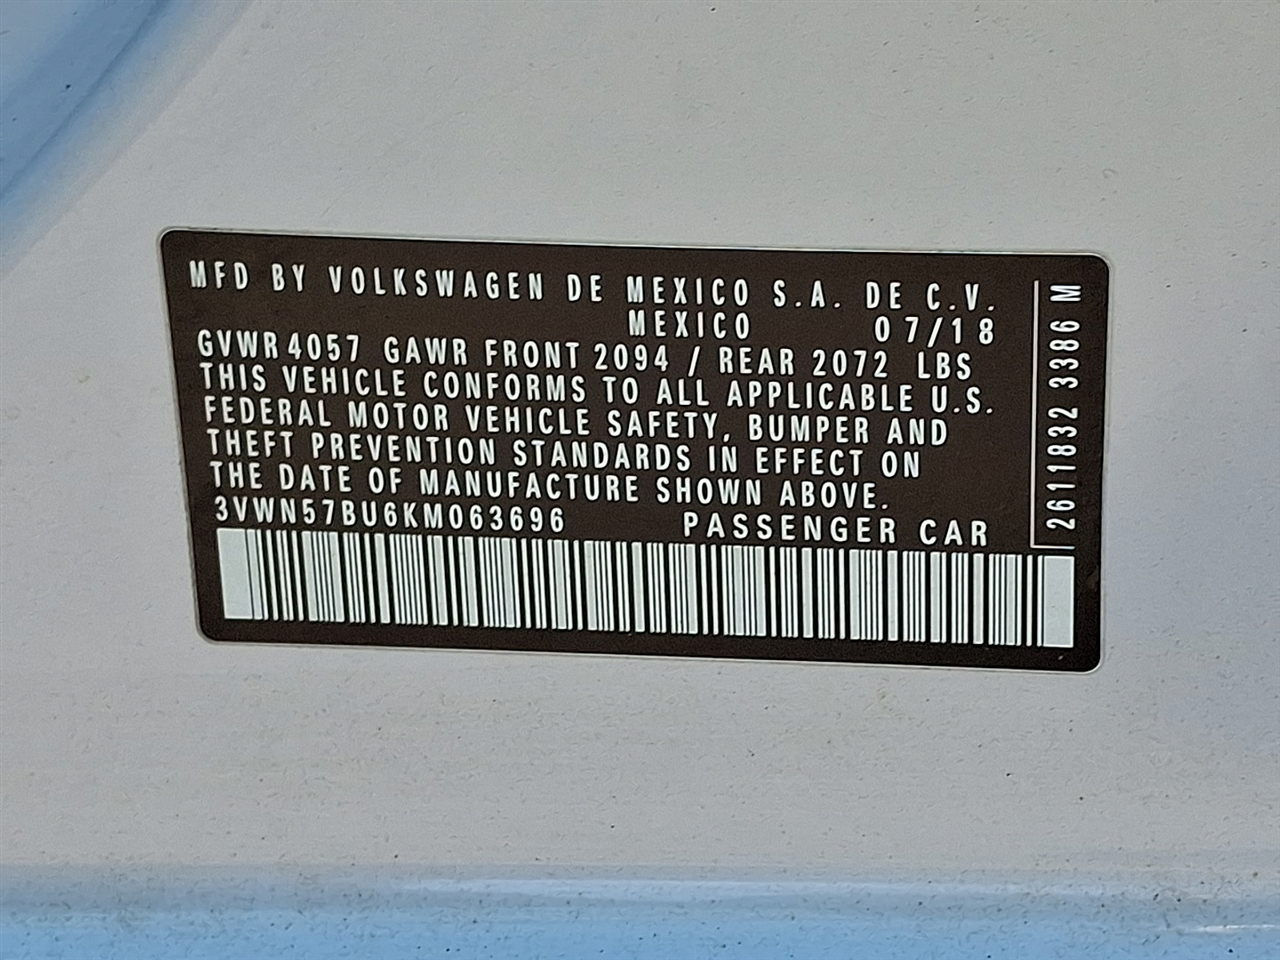 MFD BY VOLKSWAGEN DE MEXICO S.A. DE C.V.
MEXICO 07/18
GVWR 4057 GAWR FRONT 2094 / REAR 2072 LBS
THIS VEHICLE CONFORMS TO ALL APPLICABLE U.S.
FEDERAL MOTOR VEHICLE SAFETY, BUMPER AND
THEFT PREVENTION STANDARDS IN EFFECT ON
THE DATE OF MANUFACTURE SHOWN ABOVE.
3VWN57BU6KM063696 PASSENGER CAR
2611832 3386 M